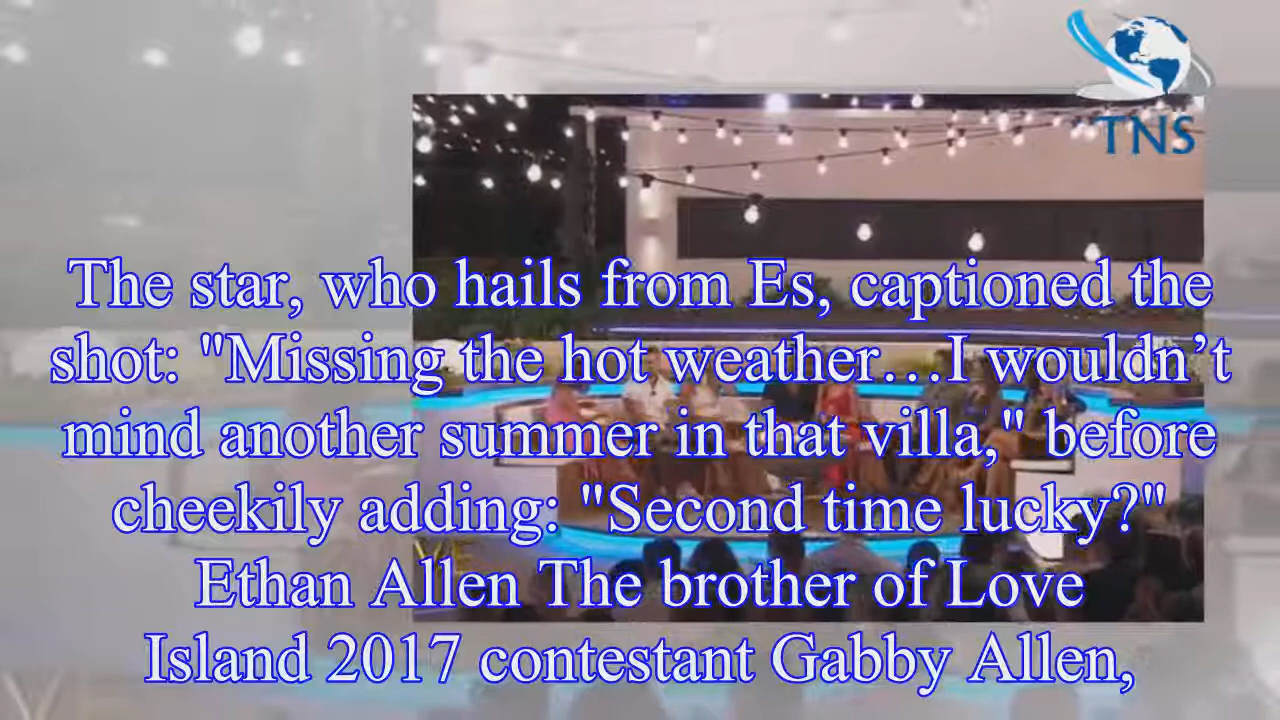 TNS
The star, who hails from Es, captioned the
shot: "Missing the hot weather…I wouldn’t
mind another summer in that villa," before
cheekily adding: "Second time lucky?"
Ethan Allen The brother of Love
Island 2017 contestant Gabby Allen,